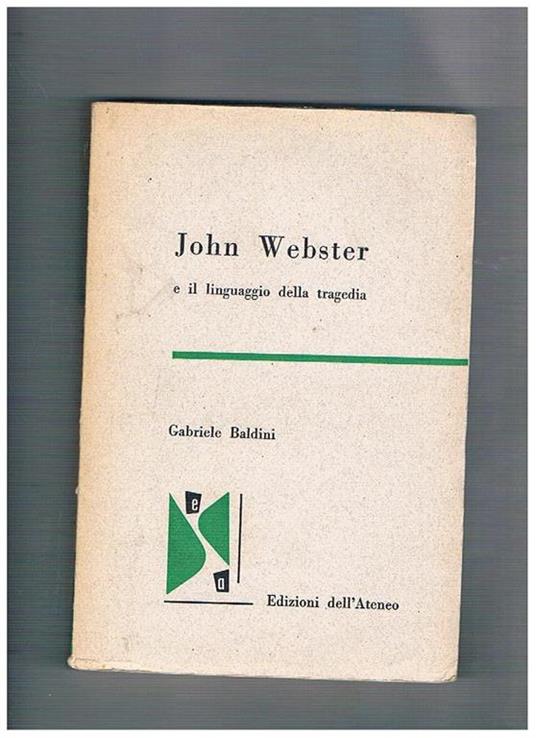 John Webster
e il linguaggio della tragedia
Gabriele Baldini
e
a
Edizioni dell'Ateneo